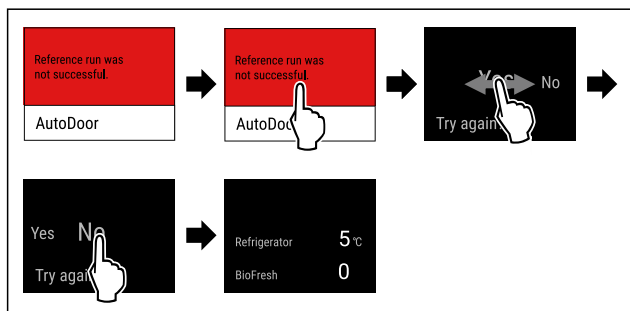 Reference run was
not successful.
AutoDoor
Reference run was
not successful.
AutoDoor
Yes No
Try again
Yes No
Try again
Refrigerator 5 °C
BioFresh 0